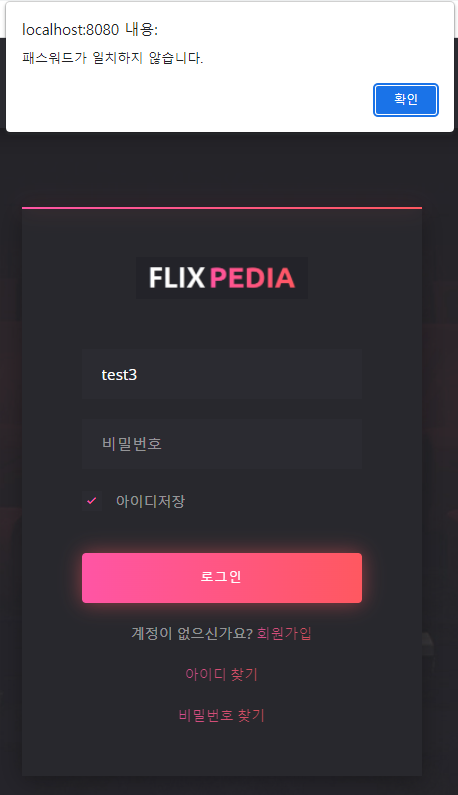 localhost:8080 내용:
패스워드가 일치하지 않습니다.
확인
FLIXPEDIA
test3
비밀번호
아이디저장
로그인
계정이 없으신가요? 회원가입
아이디 찾기
비밀번호 찾기